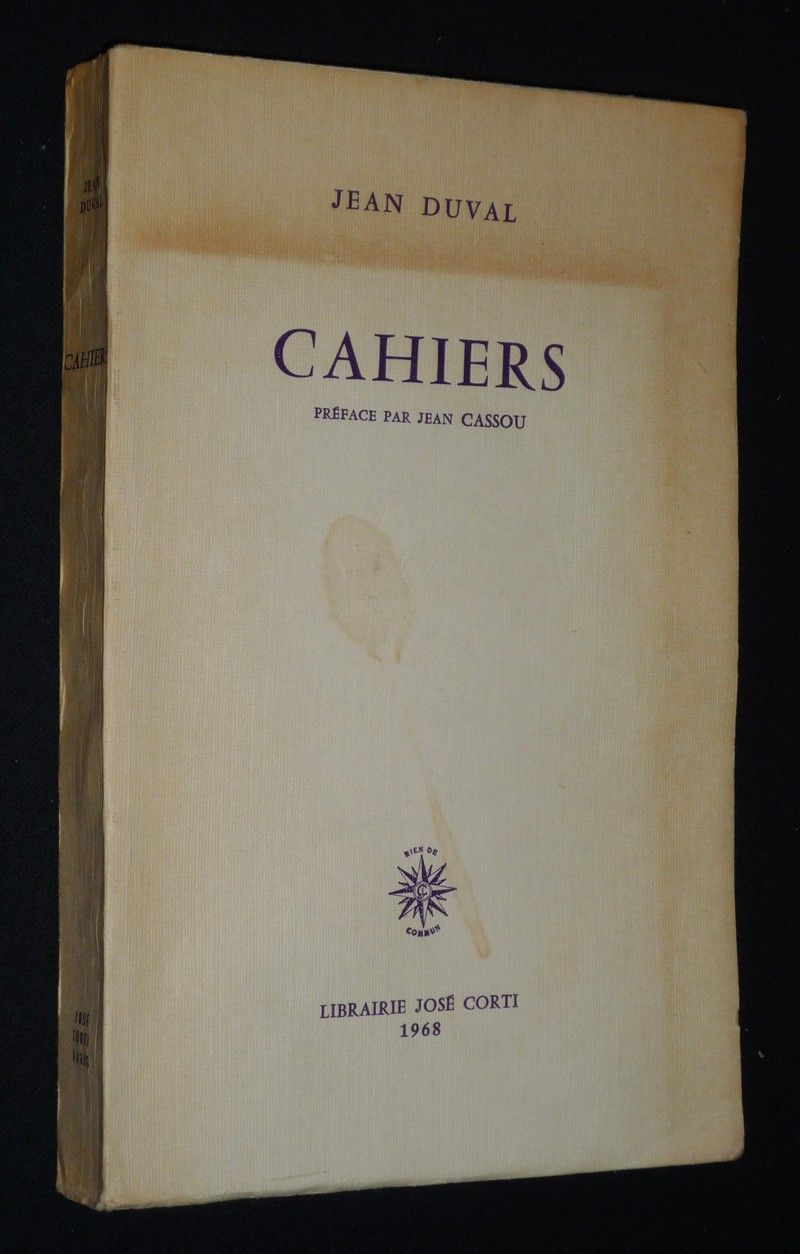 JEAN DUVAL
CAHIERS
PRÉFACE PAR JEAN CASSOU
RIEN DE
COMMUN
LIBRAIRIE JOSÉ CORTI
1968
JEAN
DUVAL
CAHIERS
JOSÉ
CORTI
PARIS